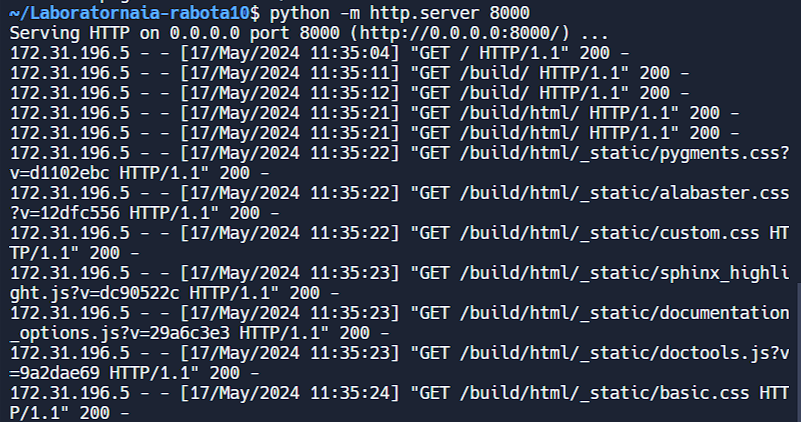 ~/Laboratornaia-rabota10$ python -m http.server 8000
Serving HTTP on 0.0.0.0 port 8000 (http://0.0.0.0:8000/) ...
172.31.196.5 - - [17/May/2024 11:35:04] "GET / HTTP/1.1" 200 -
172.31.196.5 - - [17/May/2024 11:35:11] "GET /build/ HTTP/1.1" 200 -
172.31.196.5 - - [17/May/2024 11:35:12] "GET /build/ HTTP/1.1" 200 -
172.31.196.5 - - [17/May/2024 11:35:21] "GET /build/html/ HTTP/1.1" 200 -
172.31.196.5 - - [17/May/2024 11:35:21] "GET /build/html/ HTTP/1.1" 200 -
172.31.196.5 - - [17/May/2024 11:35:22] "GET /build/html/_static/pygments.css?
v=d1102ebc HTTP/1.1" 200 -
172.31.196.5 - - [17/May/2024 11:35:22] "GET /build/html/_static/alabaster.css
?v=12dfc556 HTTP/1.1" 200 -
172.31.196.5 - - [17/May/2024 11:35:22] "GET /build/html/_static/custom.css HT
TP/1.1" 200 -
172.31.196.5 - - [17/May/2024 11:35:23] "GET /build/html/_static/sphinx_highli
ght.js?v=dc90522c HTTP/1.1" 200 -
172.31.196.5 - - [17/May/2024 11:35:23] "GET /build/html/_static/documentation
_options.js?v=29a6c3e3 HTTP/1.1" 200 -
172.31.196.5 - - [17/May/2024 11:35:23] "GET /build/html/_static/doctools.js?v
=9a2dae69 HTTP/1.1" 200 -
172.31.196.5 - - [17/May/2024 11:35:24] "GET /build/html/_static/basic.css HTT
P/1.1" 200 -